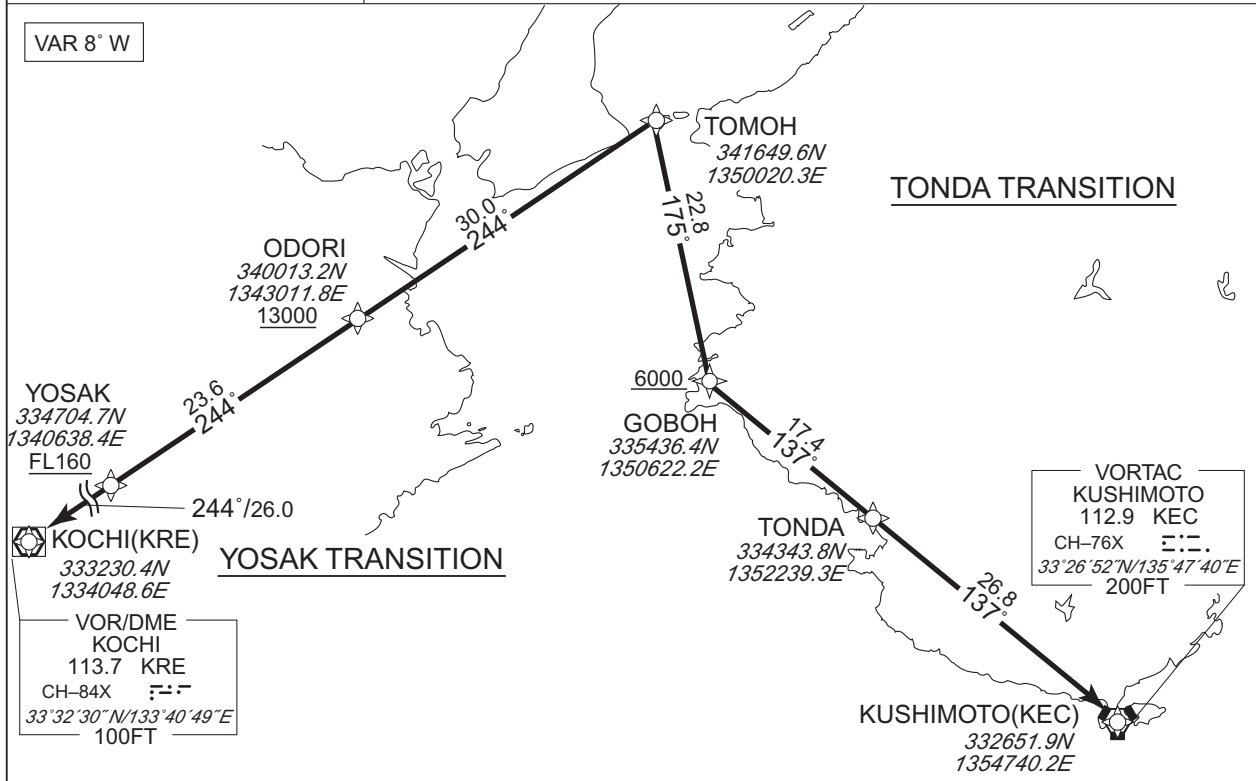 VAR 8° W
TOMOH
341649.6N
1350020.3E
TONDA TRANSITION
30.0
244°
22.8
175°
ODORI
340013.2N
1343011.8E
13000
YOSAK
334704.7N
1340638.4E
FL160
23.6
244°
6000
GOBOH
335436.4N
1350622.2E
17.4
137°
244°/26.0
KOCHI(KRE)
333230.4N
1334048.6E
YOSAK TRANSITION
TONDA
334343.8N
1352239.3E
VORTAC
KUSHIMOTO
112.9 KEC
CH–76X
33°26´52˝N/135°47´40˝E
200FT
26.8
137°
VOR/DME
KOCHI
113.7 KRE
CH–84X
33°32´30˝N/133°40´49˝E
100FT
KUSHIMOTO(KEC)
332651.9N
1354740.2E